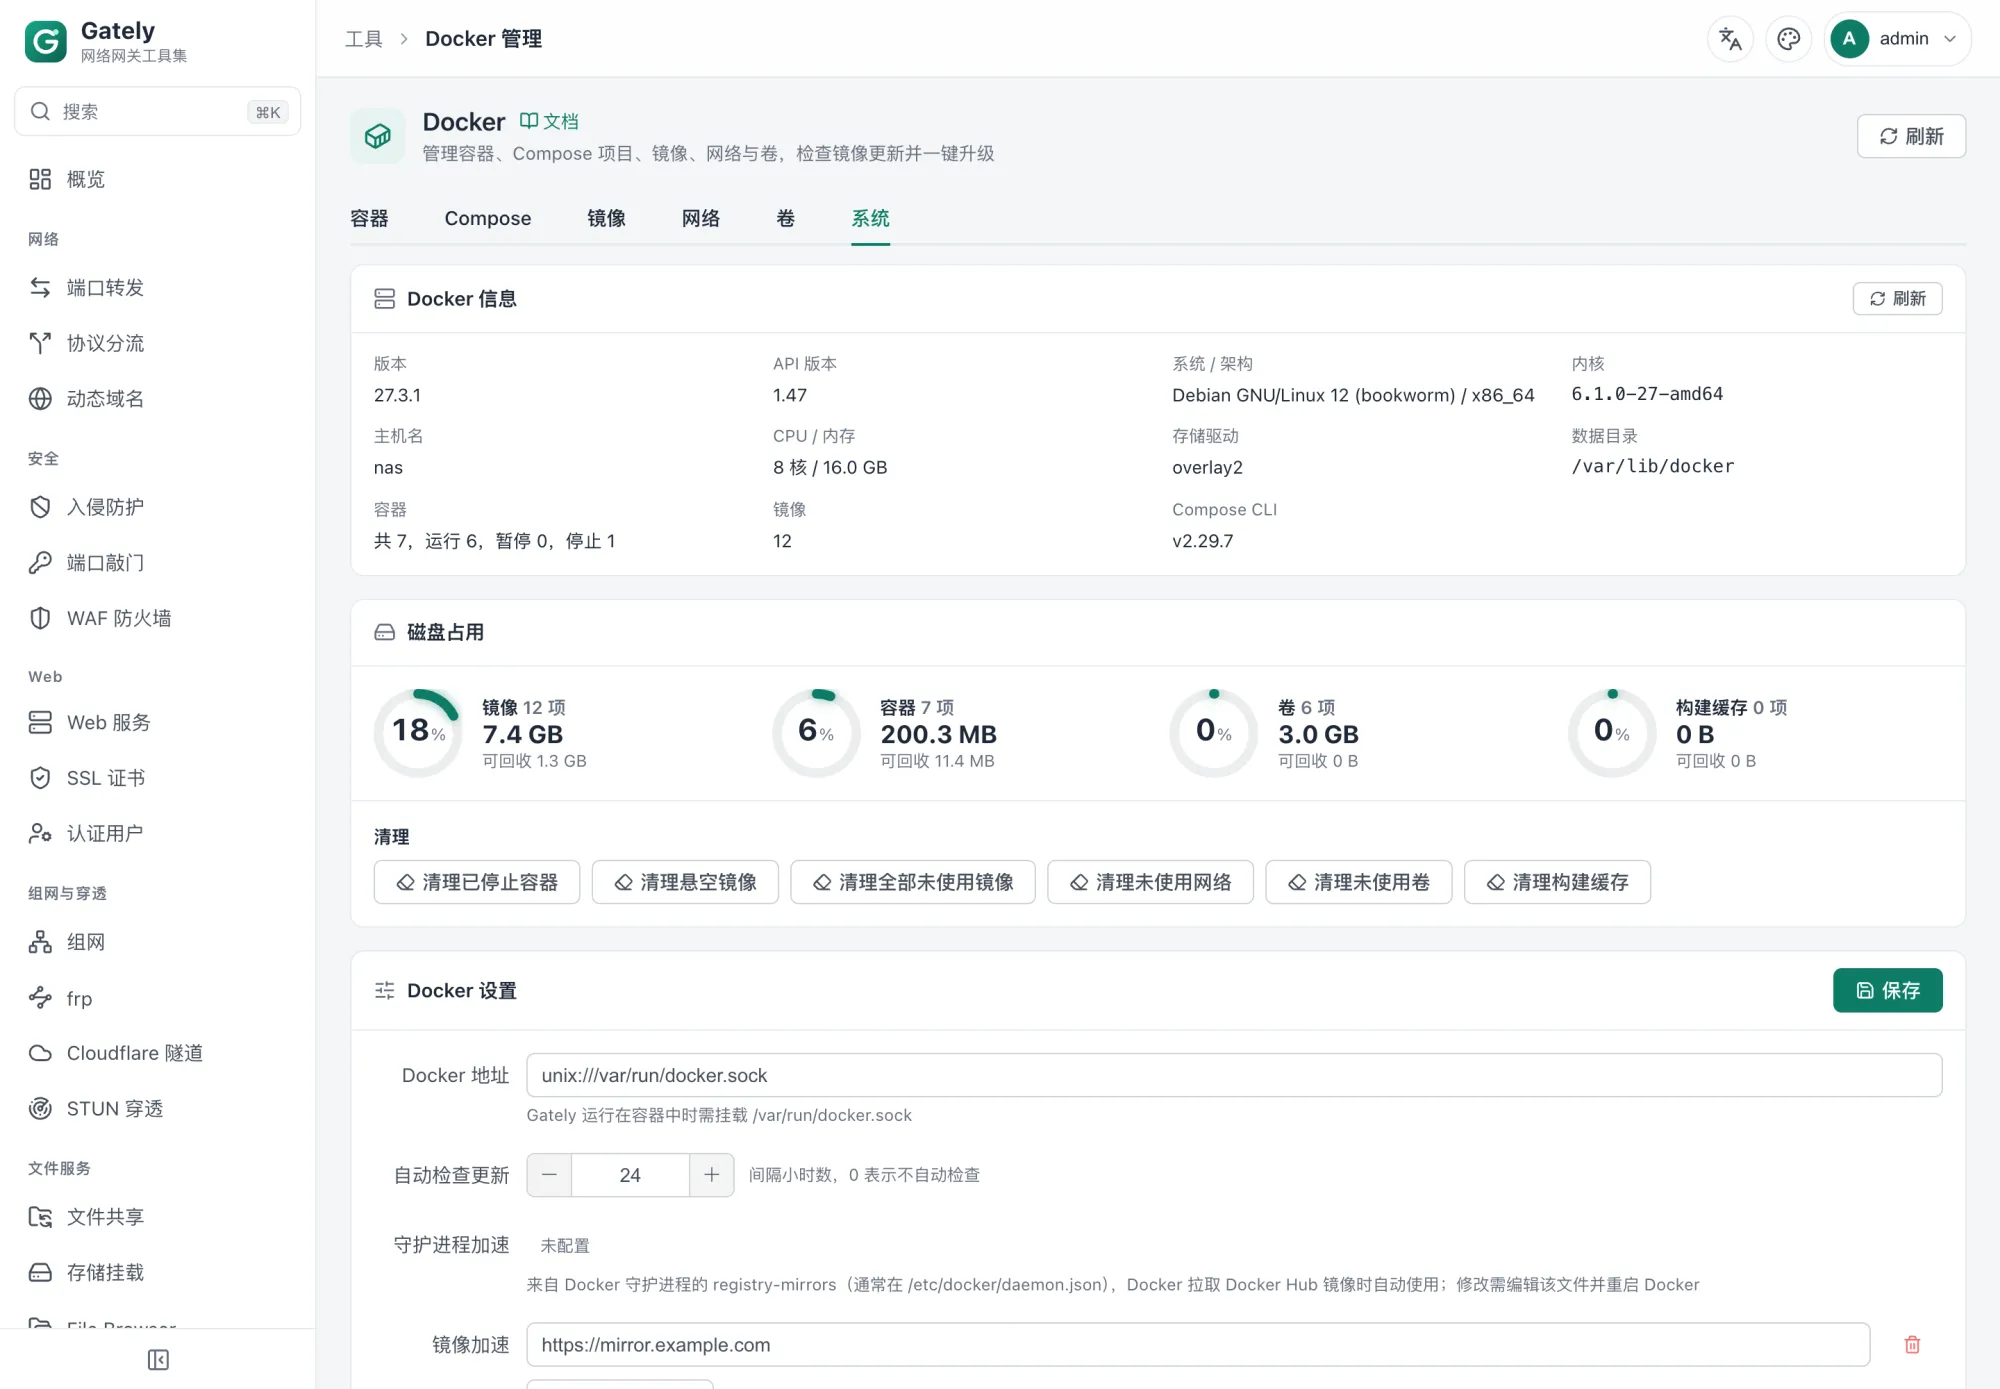 Gately
网络网关工具集
搜索 ⌘K
概览
网络
端口转发
协议分流
动态域名
安全
入侵防护
端口敲门
WAF 防火墙
Web
Web 服务
SSL 证书
认证用户
组网与穿透
组网
frp
Cloudflare 隧道
STUN 穿透
文件服务
文件共享
存储挂载
File Browser
工具 > Docker 管理
A admin
Docker 文档
管理容器、Compose 项目、镜像、网络与卷，检查镜像更新并一键升级
刷新
容器 Compose 镜像 网络 卷 系统
Docker 信息
刷新
版本 API 版本 系统 / 架构 内核
27.3.1 1.47 Debian GNU/Linux 12 (bookworm) / x86_64 6.1.0-27-amd64
主机名 CPU / 内存 存储驱动 数据目录
nas 8 核 / 16.0 GB overlay2 /var/lib/docker
容器 镜像 Compose CLI
共 7，运行 6，暂停 0，停止 1 12 v2.29.7
磁盘占用
18% 镜像 12 项
7.4 GB
可回收 1.3 GB
6% 容器 7 项
200.3 MB
可回收 11.4 MB
0% 卷 6 项
3.0 GB
可回收 0 B
0% 构建缓存 0 项
0 B
可回收 0 B
清理
清理已停止容器 清理悬空镜像 清理全部未使用镜像 清理未使用网络 清理未使用卷 清理构建缓存
Docker 设置
保存
Docker 地址 unix:///var/run/docker.sock
Gately 运行在容器中时需挂载 /var/run/docker.sock
自动检查更新 24 间隔小时数，0 表示不自动检查
守护进程加速 未配置
来自 Docker 守护进程的 registry-mirrors（通常在 /etc/docker/daemon.json），Docker 拉取 Docker Hub 镜像时自动使用；修改需编辑该文件并重启 Docker
镜像加速 https://mirror.example.com